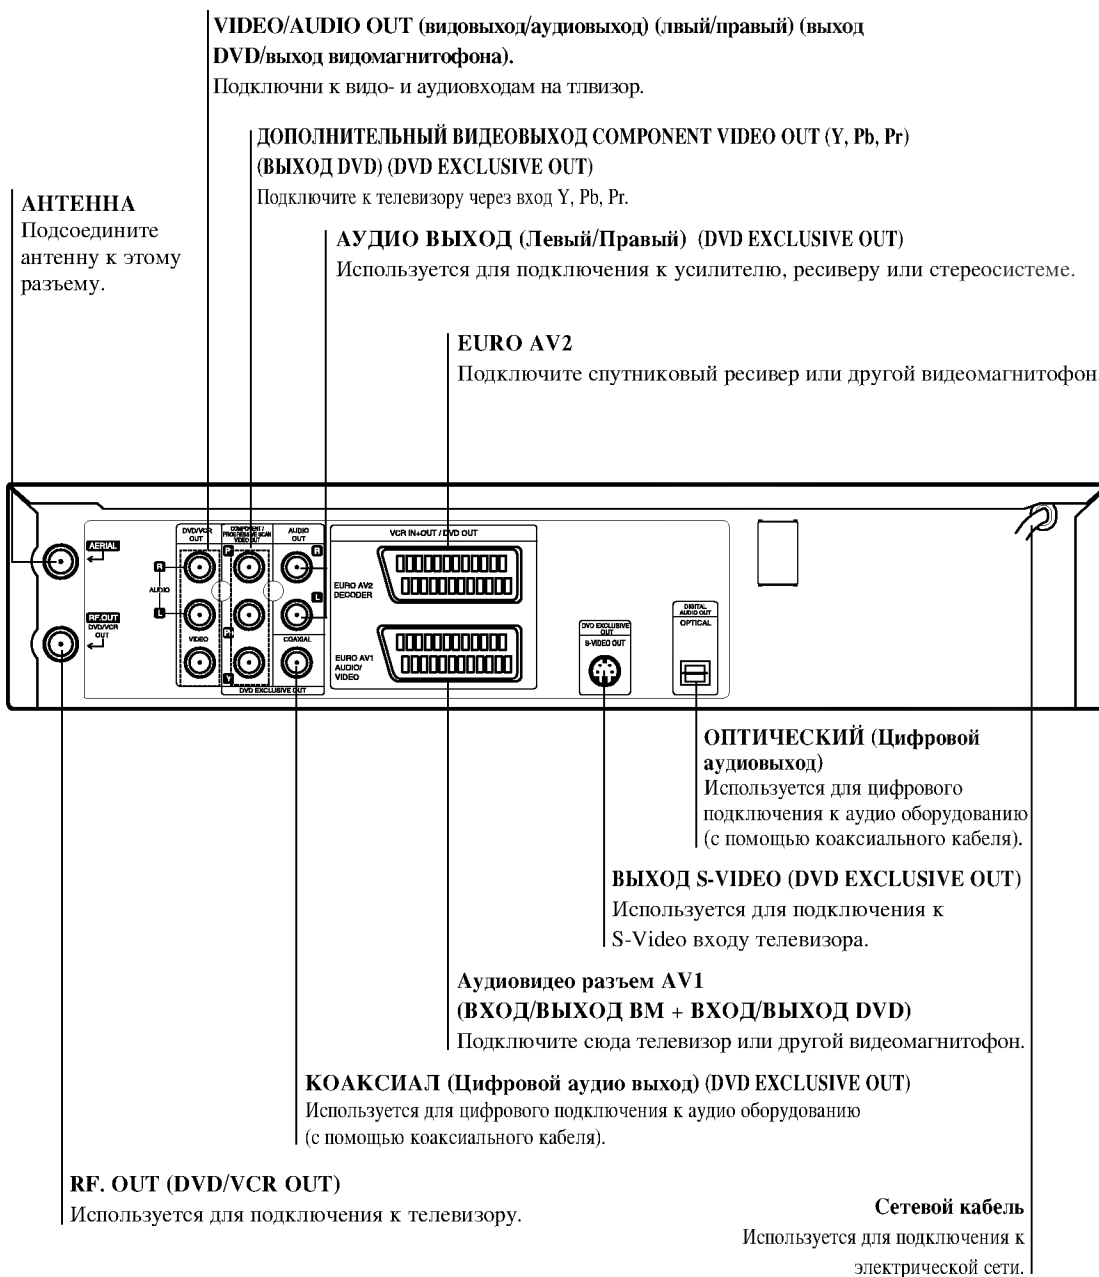 VIDEO/AUDIO OUT (видовыход/аудиовыход) (лвый/правый) (выход
DVD/выход видомагнитофона).
Подключни к видо- и аудиовходам на тлвизор.
ДОПОЛНИТЕЛЬНЫЙ ВИДЕОВЫХОД COMPONENT VIDEO OUT (Y, Pb, Pr)
(ВЫХОД DVD) (DVD EXCLUSIVE OUT)
Подключите к телевизору через вход Y, Pb, Pr.
АНТЕННА
Подсоедините
антенну к этому
разъему.
АУДИО ВЫХОД (Левый/Правый) (DVD EXCLUSIVE OUT)
Используется для подключения к усилителю, ресиверу или стереосистеме.
EURO AV2
Подключите спутниковый ресивер или другой видеомагнитофон.
AERIAL
RF.OUT
DVD/VCR
OUT
DVD/VCR
OUT
R
AUDIO
L
VIDEO
COMPONENT /
PROGRESSIVE SCAN
VIDEO OUT
Y
AUDIO
OUT
R
L
COAXIAL
DVD EXCLUSIVE OUT
VCR IN+OUT / DVD OUT
EURO AV2
DECODER
EURO AV1
AUDIO/
VIDEO
DVD EXCLUSIVE
OUT
S-VIDEO OUT
DIGITAL
AUDIO OUT
OPTICAL
ОПТИЧЕСКИЙ (Цифровой
аудиовыход)
Используется для цифрового
подключения к аудио оборудованию
(с помощью коаксиального кабеля).
ВЫХОД S-VIDEO (DVD EXCLUSIVE OUT)
Используется для подключения к
S-Video входу телевизора.
Аудиовидео разъем AV1
(ВХОД/ВЫХОД ВМ + ВХОД/ВЫХОД DVD)
Подключите сюда телевизор или другой видеомагнитофон.
КОАКСИАЛ (Цифровой аудио выход) (DVD EXCLUSIVE OUT)
Используется для цифрового подключения к аудио оборудованию
(с помощью коаксиального кабеля).
RF. OUT (DVD/VCR OUT)
Используется для подключения к телевизору.
Сетевой кабель
Используется для подключения к
электрической сети.